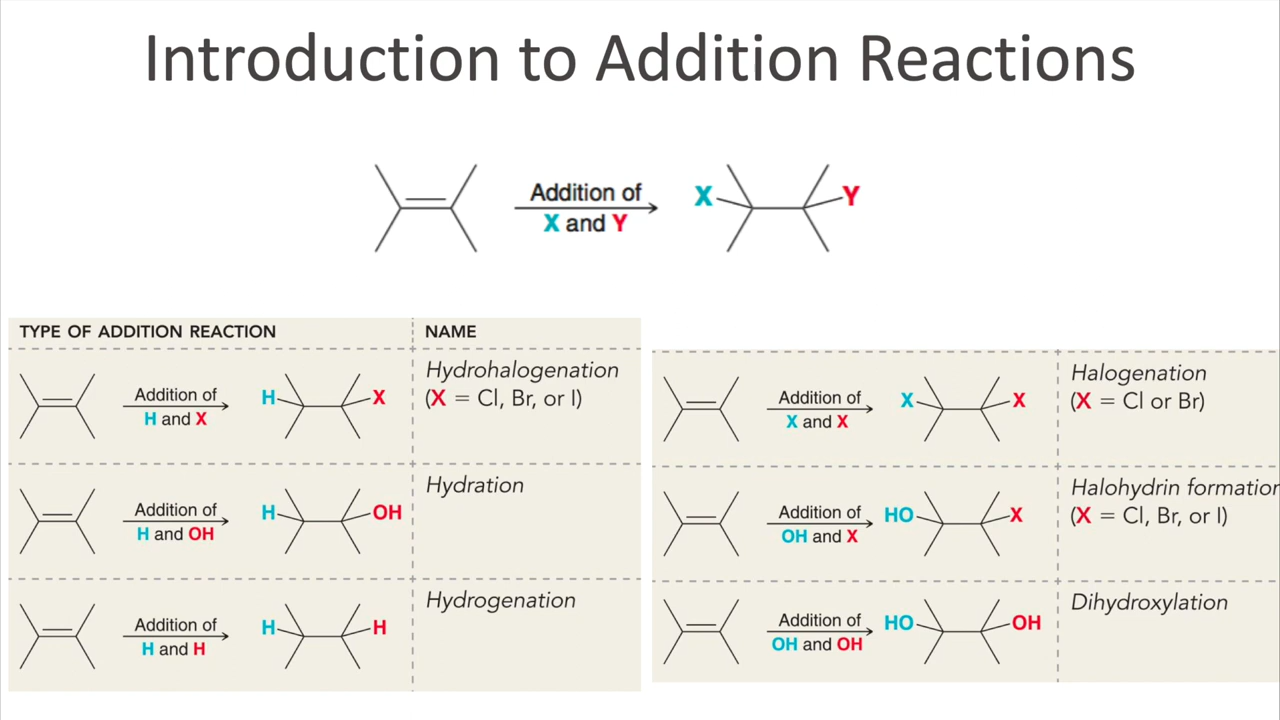 Introduction to Addition Reactions
Addition of
X and Y
X
Y
TYPE OF ADDITION REACTION
NAME
Addition of
H and X
H
X
Hydrohalogenation
(X = Cl, Br, or I)
Addition of
H and OH
H
OH
Hydration
Addition of
H and H
H
H
Hydrogenation
Addition of
X and X
X
X
Halogenation
(X = Cl or Br)
Addition of
OH and X
HO
X
Halohydrin formation
(X = Cl, Br, or I)
Addition of
OH and OH
HO
OH
Dihydroxylation